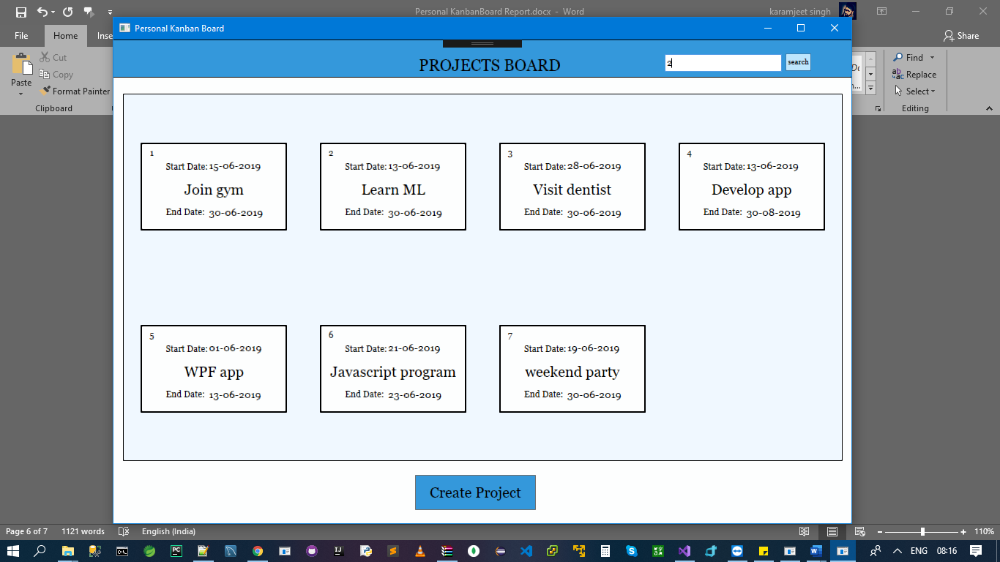 Personal KanbanBoard Report.docx - Word
karamjeet singh
File
Home
Inse
Share
Paste
Cut
Copy
Format Painter
Clipboard
Find
Replace
Select
Editing
Personal Kanban Board
PROJECTS BOARD
2
search
1
Start Date: 15-06-2019
Join gym
End Date: 30-06-2019
2
Start Date: 13-06-2019
Learn ML
End Date: 30-06-2019
3
Start Date: 28-06-2019
Visit dentist
End Date: 30-06-2019
4
Start Date: 13-06-2019
Develop app
End Date: 30-08-2019
5
Start Date: 01-06-2019
WPF app
End Date: 13-06-2019
6
Start Date: 21-06-2019
Javascript program
End Date: 23-06-2019
7
Start Date: 19-06-2019
weekend party
End Date: 30-06-2019
Create Project
Page 6 of 7
1121 words
English (India)
110%
ENG
08:16